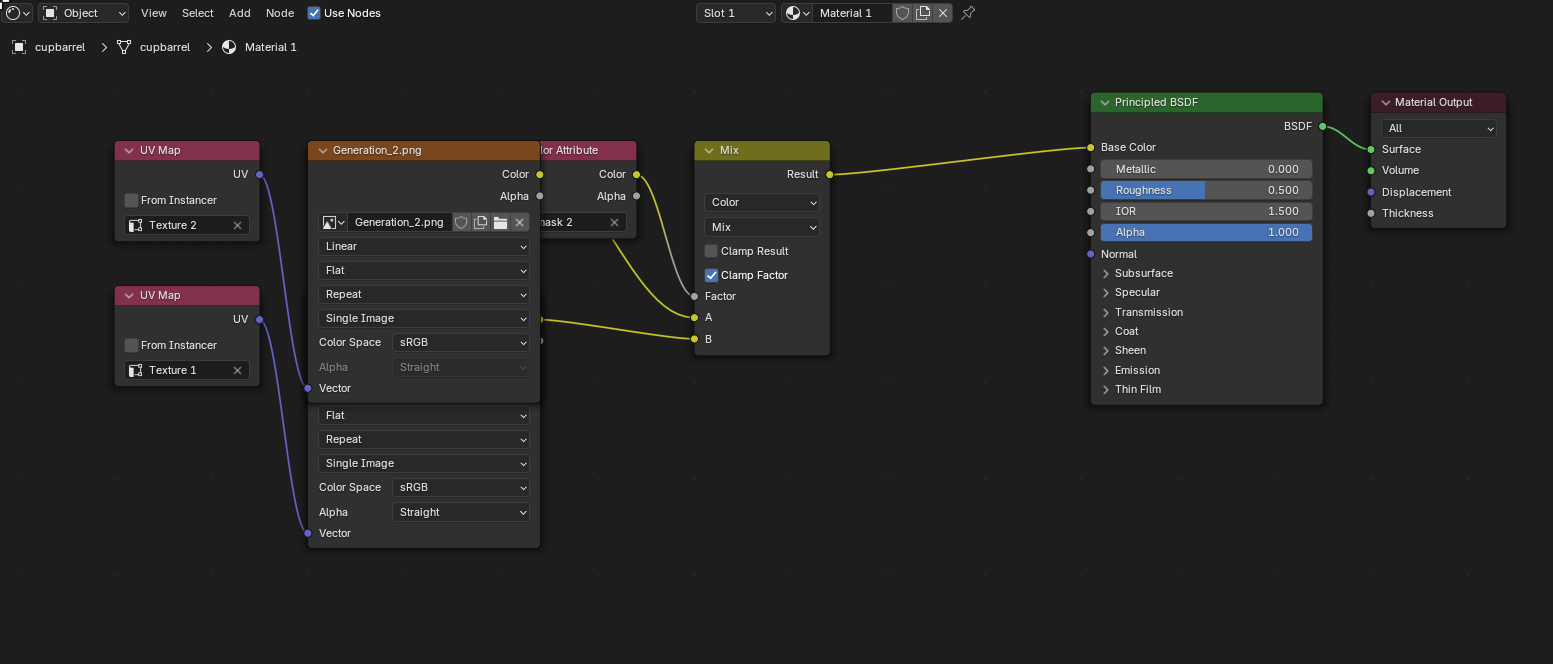 Object View Select Add Node Use Nodes Slot 1 Material 1
cupbarrel cupbarrel Material 1
UV Map
UV
From Instancer
Texture 2
UV Map
UV
From Instancer
Texture 1
Generation_2.png
Color
Alpha
Generation_2.png
Linear
Flat
Repeat
Single Image
Color Space sRGB
Alpha Straight
Vector
Flat
Repeat
Single Image
Color Space sRGB
Alpha Straight
Vector
lor Attribute
Color
Alpha
mask 2
Mix
Result
Color
Mix
Clamp Result
Clamp Factor
Factor
A
B
Principled BSDF
BSDF
Base Color
Metallic 0.000
Roughness 0.500
IOR 1.500
Alpha 1.000
Normal
Subsurface
Specular
Transmission
Coat
Sheen
Emission
Thin Film
Material Output
All
Surface
Volume
Displacement
Thickness